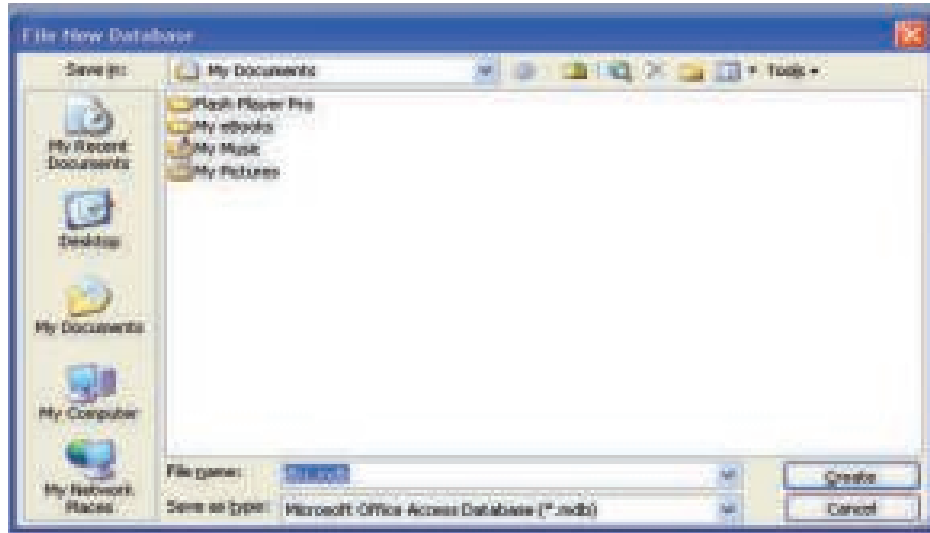 File New Database
Save in:
My Documents
Tools
Flash Player Pro
My eBooks
My Music
My Pictures
My Recent
Documents
Desktop
My Documents
My Computer
My Network
Places
File name:
db1.mdb
Create
Save as type:
Microsoft Office Access Database (*.mdb)
Cancel